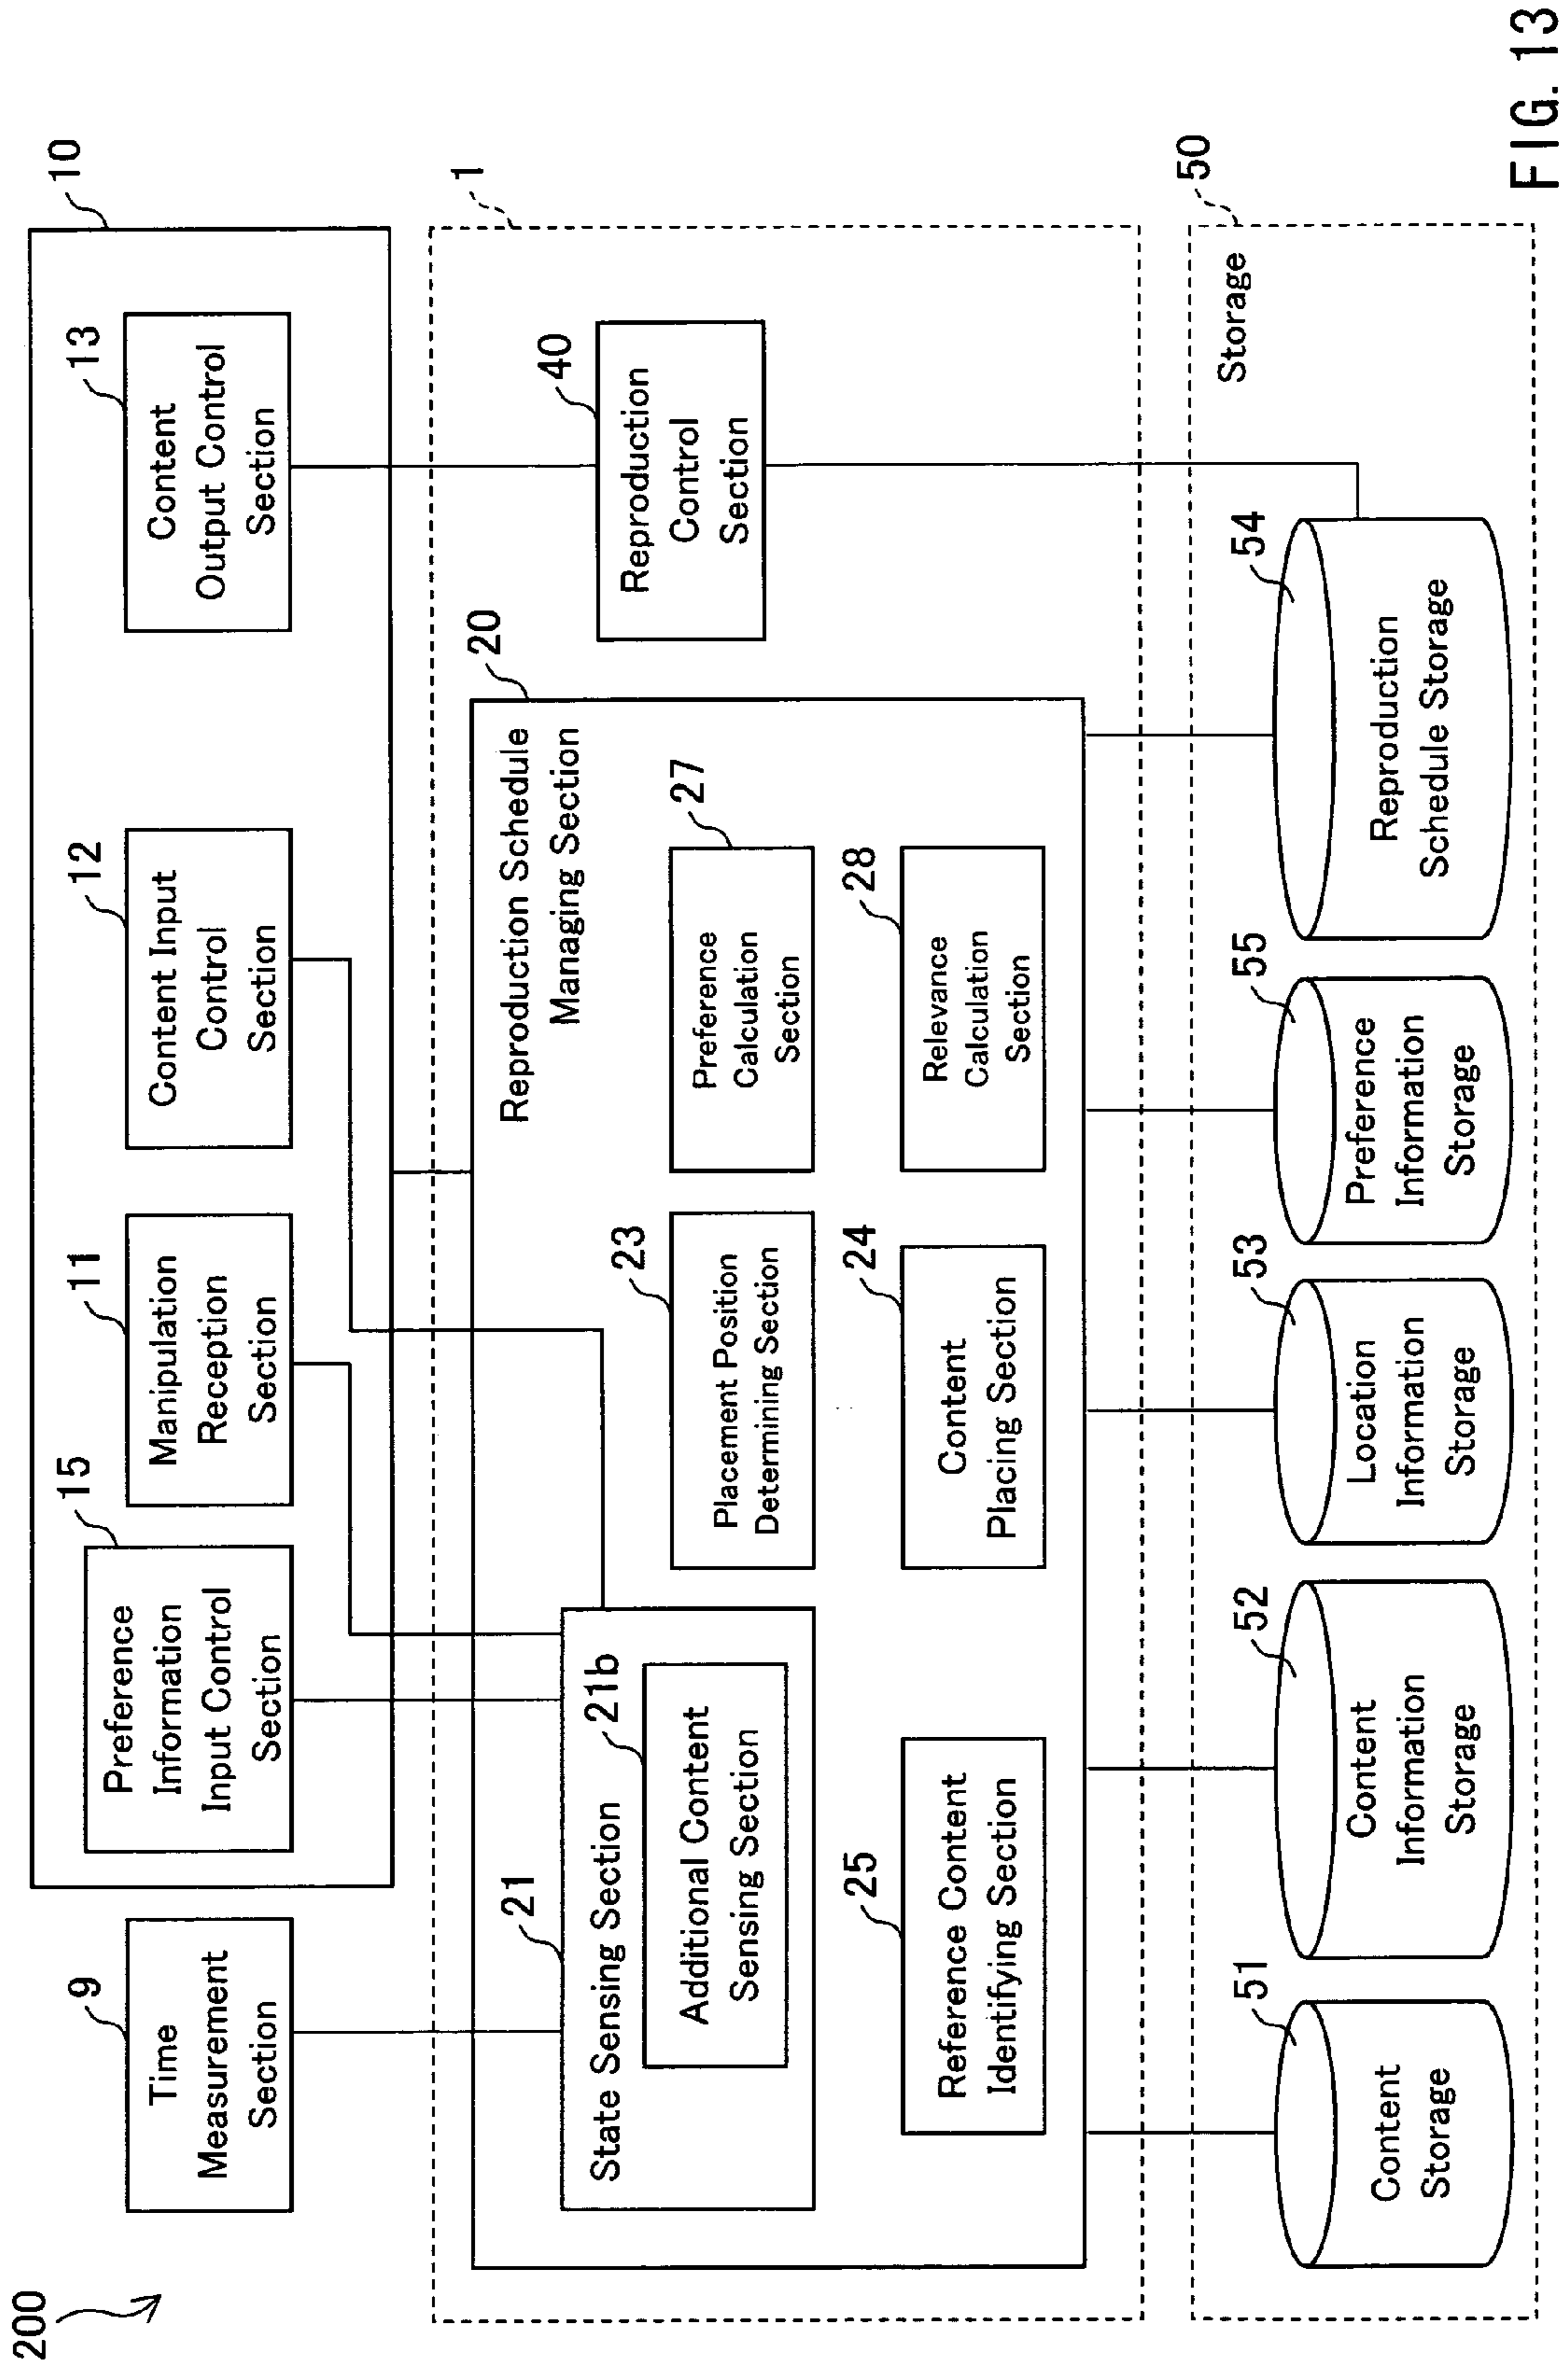 200
9
Time
Measurement
Section
10
15
Preference
Information
Input Control
Section
11
Manipulation
Reception
Section
12
Content Input
Control
Section
13
Content
Output Control
Section
1
20
Reproduction Schedule
Managing Section
21
State Sensing Section
21b
Additional Content
Sensing Section
23
Placement Position
Determining Section
27
Preference
Calculation
Section
25
Reference Content
Identifying Section
24
Content
Placing Section
28
Relevance
Calculation
Section
40
Reproduction
Control
Section
50
Storage
51
Content
Storage
52
Content
Information
Storage
53
Location
Information
Storage
55
Preference
Information
Storage
54
Reproduction
Schedule Storage
FIG. 13